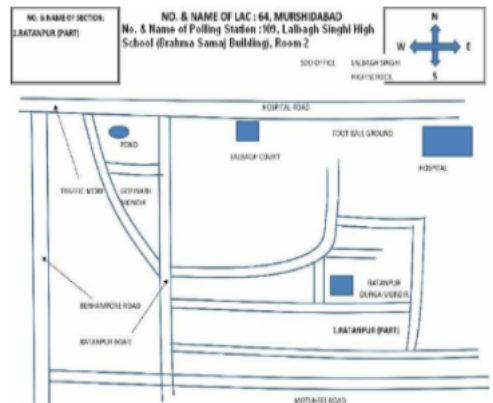 NO. & NAME OF SECTION:
1.RATANPUR (PART)
NO. & NAME OF LAC : 64, MURSHIDABAD
No. & Name of Polling Station :109, Lalbagh Singhi High
School (Brahma Samaj Building), Room-2
N
W
E
S
SDO OFFICE
LALBAGH SINGHI
HIGH SCHOOL
HOSPITAL ROAD
POND
LALBAGH COURT
FOOT BALL GROUND
HOSPITAL
TRAFFIC MORE
GOPINATH
MONDIR
RATANPUR
DURGA MONDIR
BERHAMPORE ROAD
1.RATANPUR (PART)
RATANPUR ROAD
MOTIJHEEL ROAD